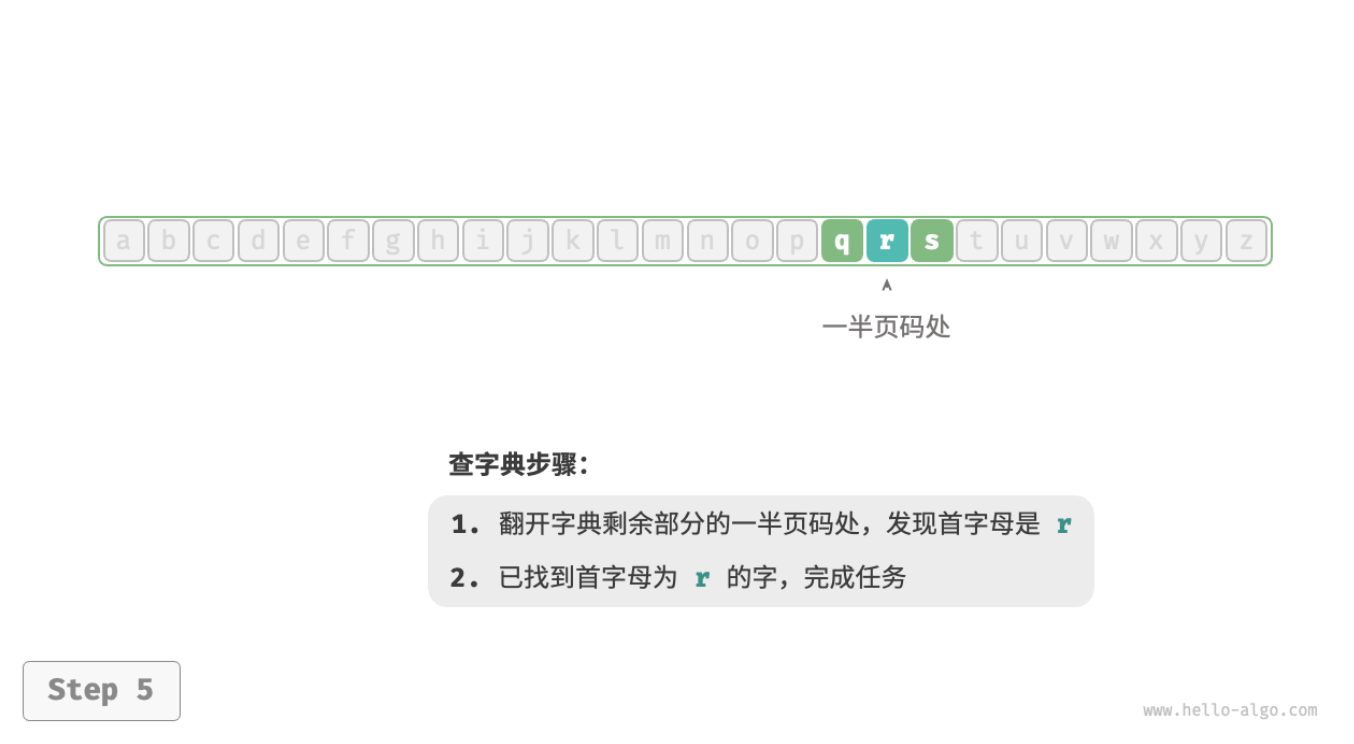 a b c d e f g h i j k l m n o p q r s t u v w x y z
一半页码处
查字典步骤：
1. 翻开字典剩余部分的一半页码处，发现首字母是 r
2. 已找到首字母为 r 的字，完成任务
Step 5
www.hello-algo.com